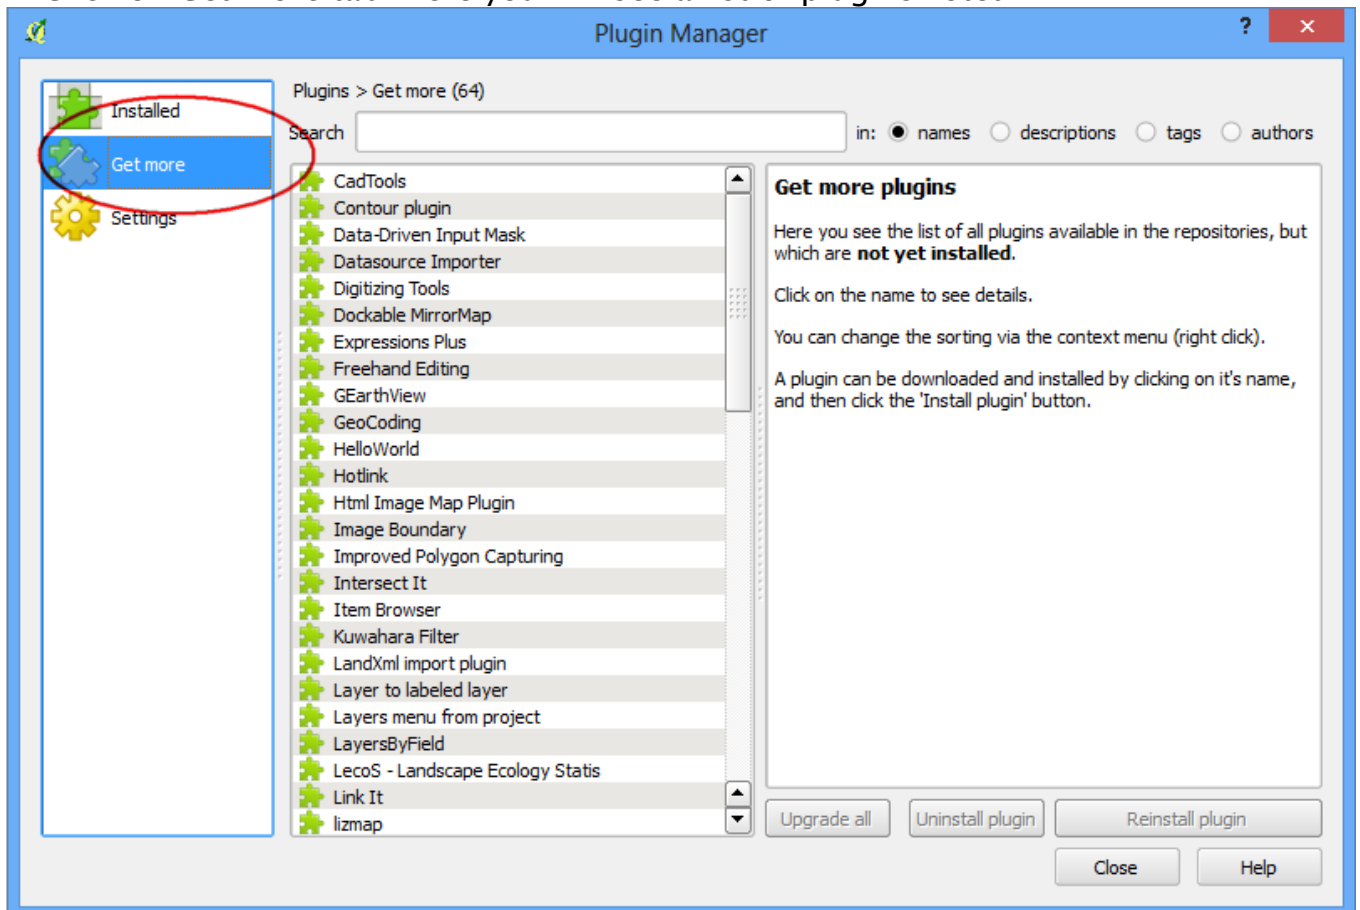 Plugin Manager
?
Installed
Get more
Settings
Plugins > Get more (64)
Search
in: names descriptions tags authors
CadTools
Contour plugin
Data-Driven Input Mask
Datasource Importer
Digitizing Tools
Dockable MirrorMap
Expressions Plus
Freehand Editing
GEarthView
GeoCoding
HelloWorld
Hotlink
Html Image Map Plugin
Image Boundary
Improved Polygon Capturing
Intersect It
Item Browser
Kuwahara Filter
LandXml import plugin
Layer to labeled layer
Layers menu from project
LayersByField
LecoS - Landscape Ecology Statis
Link It
lizmap
Get more plugins
Here you see the list of all plugins available in the repositories, but
which are not yet installed.
Click on the name to see details.
You can change the sorting via the context menu (right click).
A plugin can be downloaded and installed by clicking on it's name,
and then click the 'Install plugin' button.
Upgrade all Uninstall plugin Reinstall plugin
Close Help